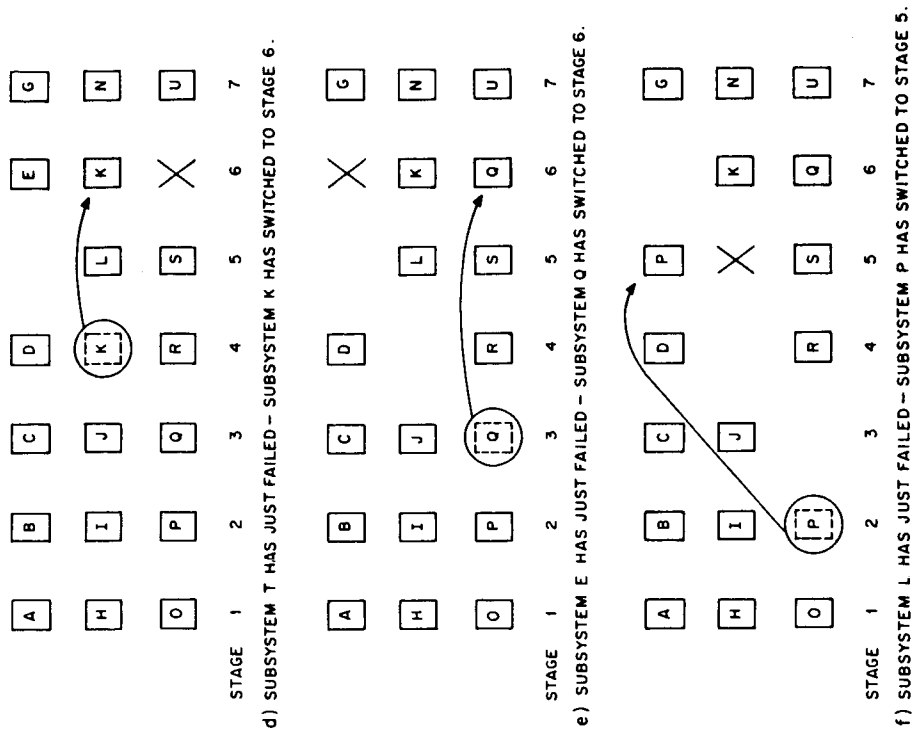 A B C D E G
H I J K L K N
O P Q R S U
STAGE 1 2 3 4 5 6 7
d) SUBSYSTEM T HAS JUST FAILED – SUBSYSTEM K HAS SWITCHED TO STAGE 6.
A B C D G
H I J L K N
O P Q R S Q U
STAGE 1 2 3 4 5 6 7
e) SUBSYSTEM E HAS JUST FAILED – SUBSYSTEM Q HAS SWITCHED TO STAGE 6.
A B C D P G
H I J K N
O P R S Q U
STAGE 1 2 3 4 5 6 7
f) SUBSYSTEM L HAS JUST FAILED – SUBSYSTEM P HAS SWITCHED TO STAGE 5.